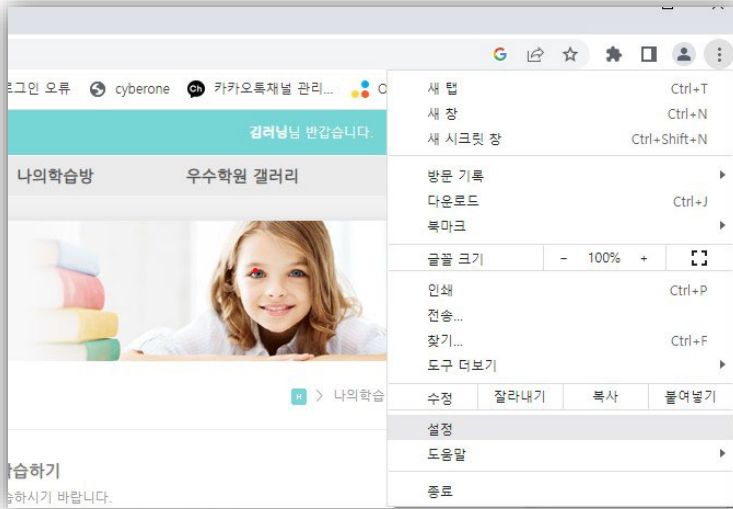 로그인 오류 cyberone Ch 카카오톡채널 관리...
김러닝님 반갑습니다.
나의학습방 우수학원 갤러리
H > 나의학습
학습하기
습하시기 바랍니다.
새 탭 Ctrl+T
새 창 Ctrl+N
새 시크릿 창 Ctrl+Shift+N
방문 기록
다운로드 Ctrl+J
북마크
글꼴 크기 - 100% +
인쇄 Ctrl+P
전송...
찾기... Ctrl+F
도구 더보기
수정 잘라내기 복사 붙여넣기
설정
도움말
종료